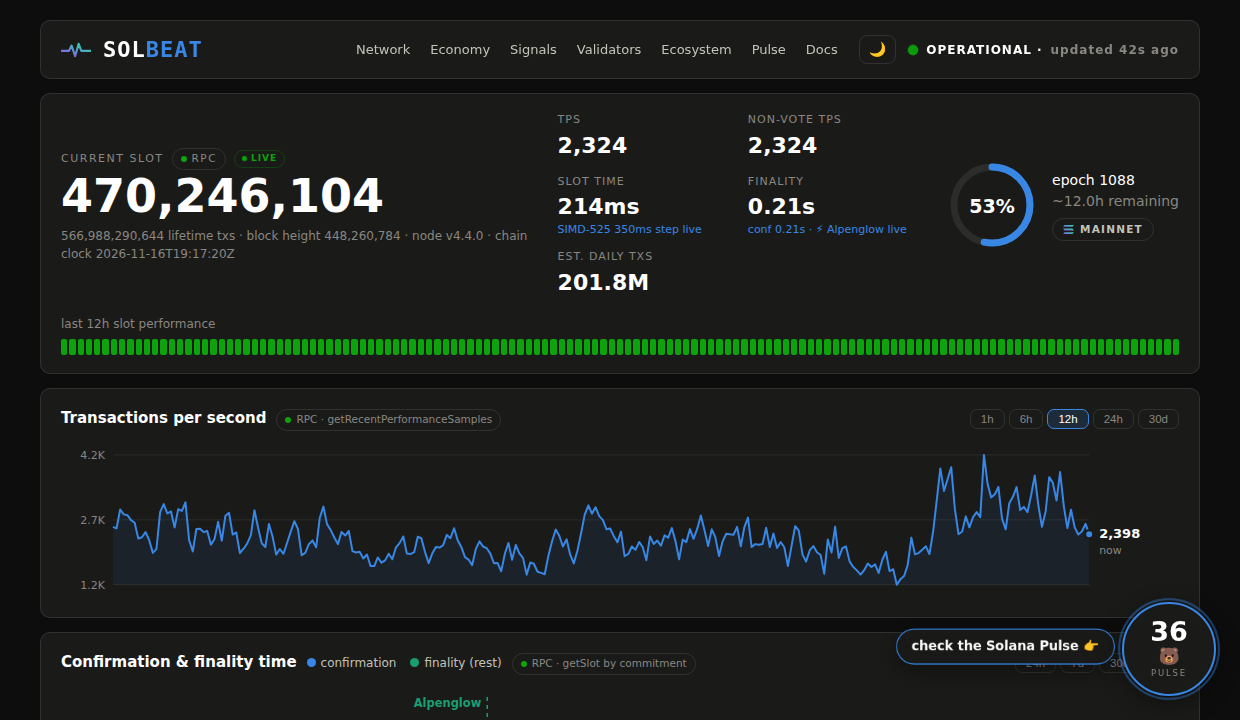 SOLBEAT
Network Economy Signals Validators Ecosystem Pulse Docs 🌙 OPERATIONAL · updated 42s ago
CURRENT SLOT RPC LIVE
470,246,104
566,988,290,644 lifetime txs · block height 448,260,784 · node v4.4.0 · chain
clock 2026-11-16T19:17:20Z
TPS
2,324
NON-VOTE TPS
2,324
SLOT TIME
214ms
SIMD-525 350ms step live
FINALITY
0.21s
conf 0.21s · ⚡ Alpenglow live
EST. DAILY TXS
201.8M
53%
epoch 1088
~12.0h remaining
MAINNET
last 12h slot performance
Transactions per second RPC · getRecentPerformanceSamples
1h 6h 12h 24h 30d
4.2K
2.7K
1.2K
2,398
now
Confirmation & finality time confirmation finality (rest) RPC · getSlot by commitment
check the Solana Pulse 👉
36
🐻
PULSE
Alpenglow